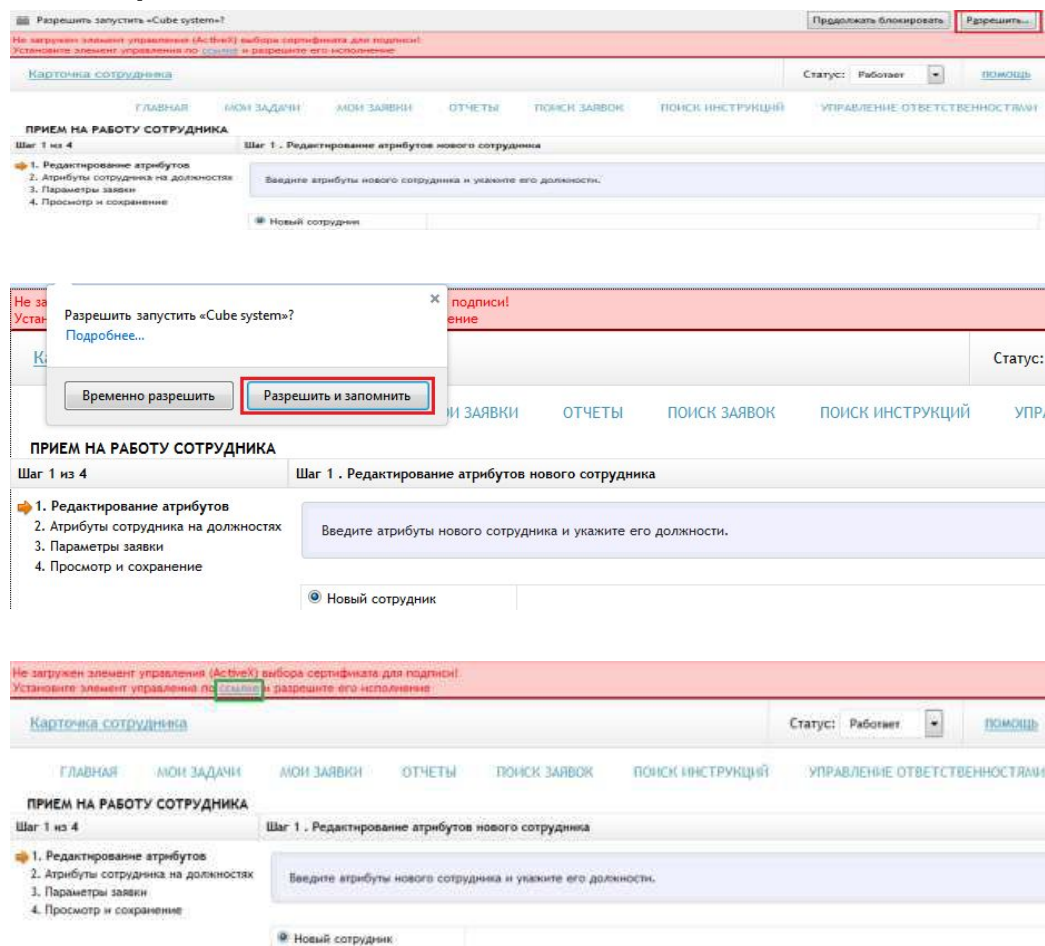 Разрешить запустить «Cube system»?
Продолжать блокировать
Разрешить...
Не загружен элемент управления (ActiveX) выбора сертификата для подписи!
Установите элемент управления по ссылке и разрешите его исполнение
Карточка сотрудника
Статус: Работает
ПОМОЩЬ
ГЛАВНАЯ МОИ ЗАДАЧИ МОИ ЗАЯВКИ ОТЧЕТЫ ПОИСК ЗАЯВОК ПОИСК ИНСТРУКЦИЙ УПРАВЛЕНИЕ ОТВЕТСТВЕННОСТЯМИ
ПРИЕМ НА РАБОТУ СОТРУДНИКА
Шаг 1 из 4
Шаг 1 . Редактирование атрибутов нового сотрудника
1. Редактирование атрибутов
2. Атрибуты сотрудника на должностях
3. Параметры заявки
4. Просмотр и сохранение
Введите атрибуты нового сотрудника и укажите его должности.
Новый сотрудник
Не за
подписи!
Устан
ение
Разрешить запустить «Cube system»?
Подробнее...
Временно разрешить
Разрешить и запомнить
Ка
Статус:
И ЗАЯВКИ ОТЧЕТЫ ПОИСК ЗАЯВОК ПОИСК ИНСТРУКЦИЙ УПРА
ПРИЕМ НА РАБОТУ СОТРУДНИКА
Шаг 1 из 4
Шаг 1 . Редактирование атрибутов нового сотрудника
1. Редактирование атрибутов
2. Атрибуты сотрудника на должностях
3. Параметры заявки
4. Просмотр и сохранение
Введите атрибуты нового сотрудника и укажите его должности.
Новый сотрудник
Не загружен элемент управления (ActiveX) выбора сертификата для подписи!
Установите элемент управления по ссылке и разрешите его исполнение
Карточка сотрудника
Статус: Работает
ПОМОЩЬ
ГЛАВНАЯ МОИ ЗАДАЧИ МОИ ЗАЯВКИ ОТЧЕТЫ ПОИСК ЗАЯВОК ПОИСК ИНСТРУКЦИЙ УПРАВЛЕНИЕ ОТВЕТСТВЕННОСТЯМИ
ПРИЕМ НА РАБОТУ СОТРУДНИКА
Шаг 1 из 4
Шаг 1 . Редактирование атрибутов нового сотрудника
1. Редактирование атрибутов
2. Атрибуты сотрудника на должностях
3. Параметры заявки
4. Просмотр и сохранение
Введите атрибуты нового сотрудника и укажите его должности.
Новый сотрудник